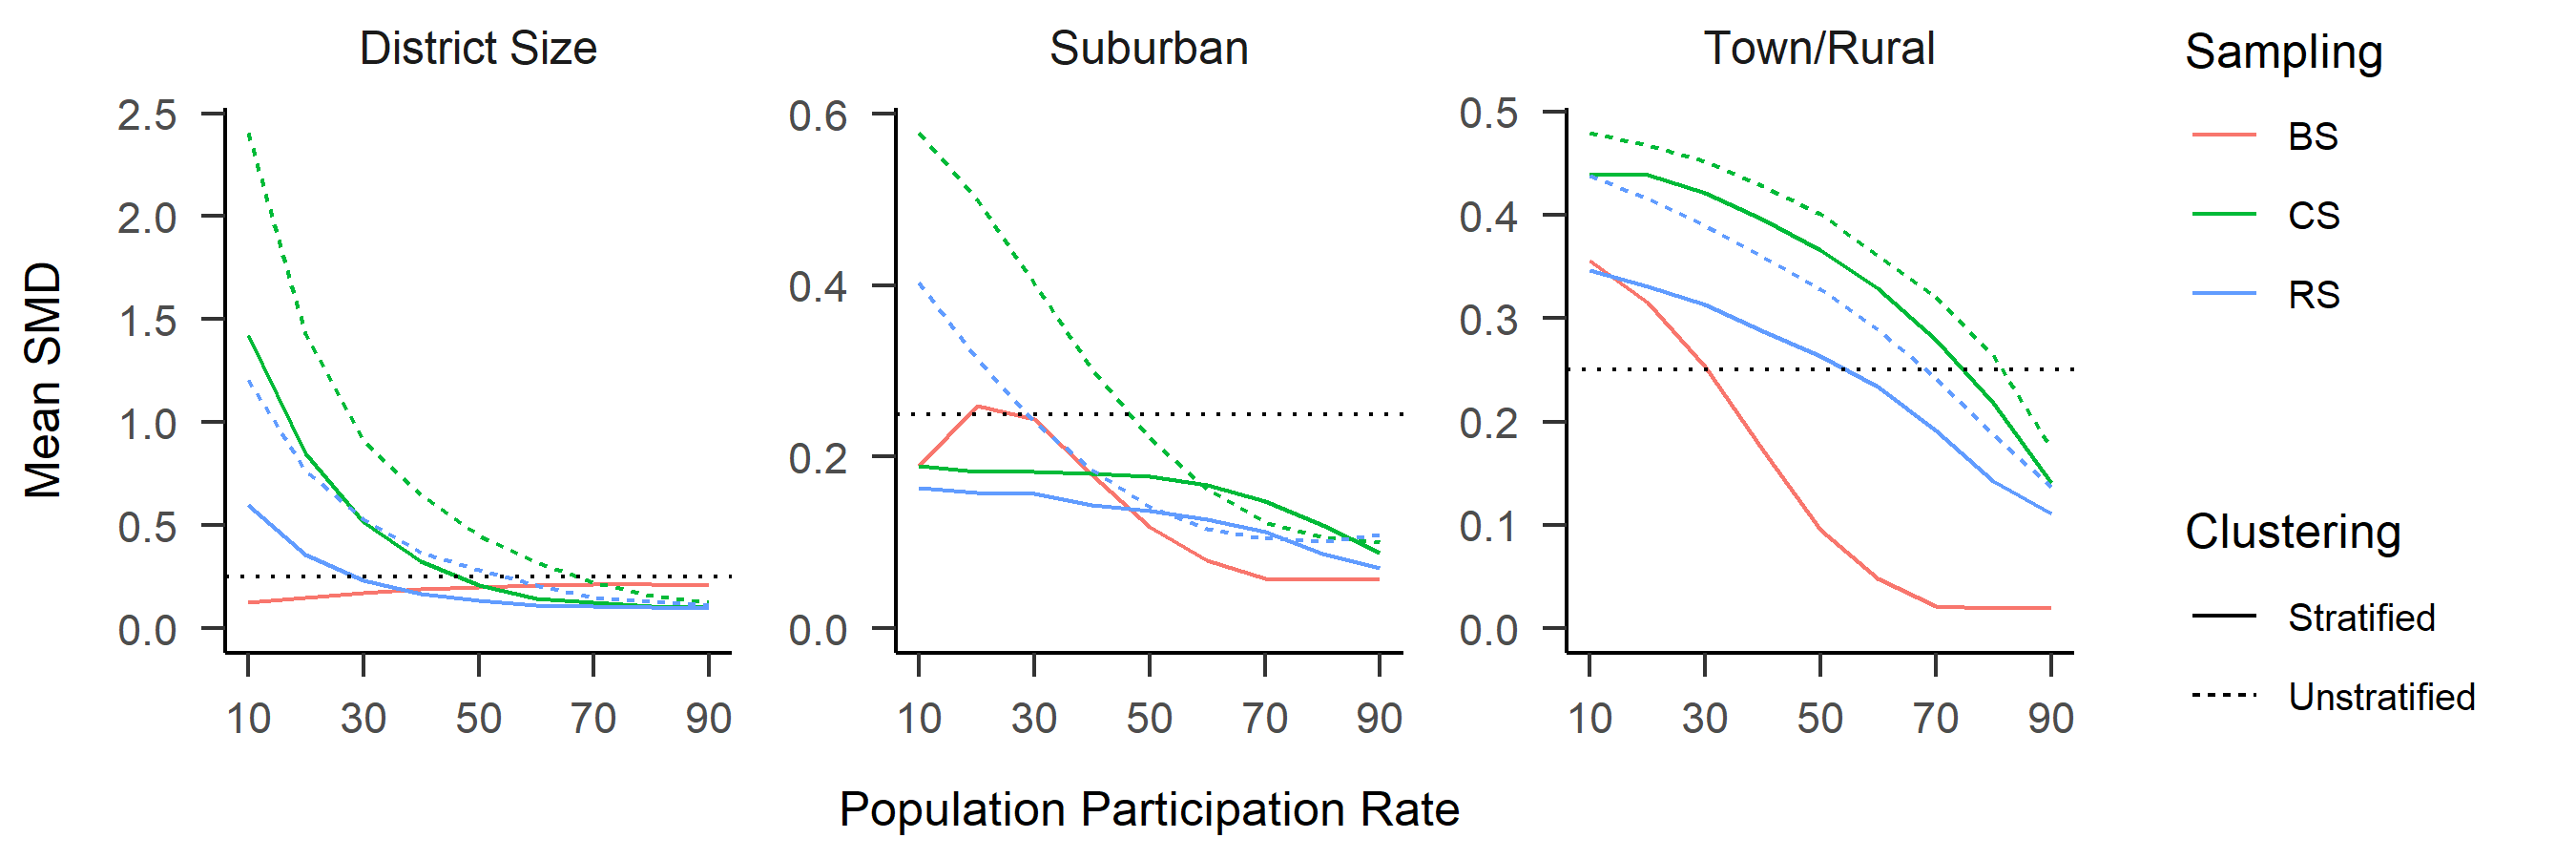 District Size
Suburban
Town/Rural
Sampling
BS
CS
RS
Clustering
Stratified
Unstratified
Mean SMD
2.5
2.0
1.5
1.0
0.5
0.0
10 30 50 70 90
0.6
0.4
0.2
0.0
10 30 50 70 90
0.5
0.4
0.3
0.2
0.1
0.0
10 30 50 70 90
Population Participation Rate